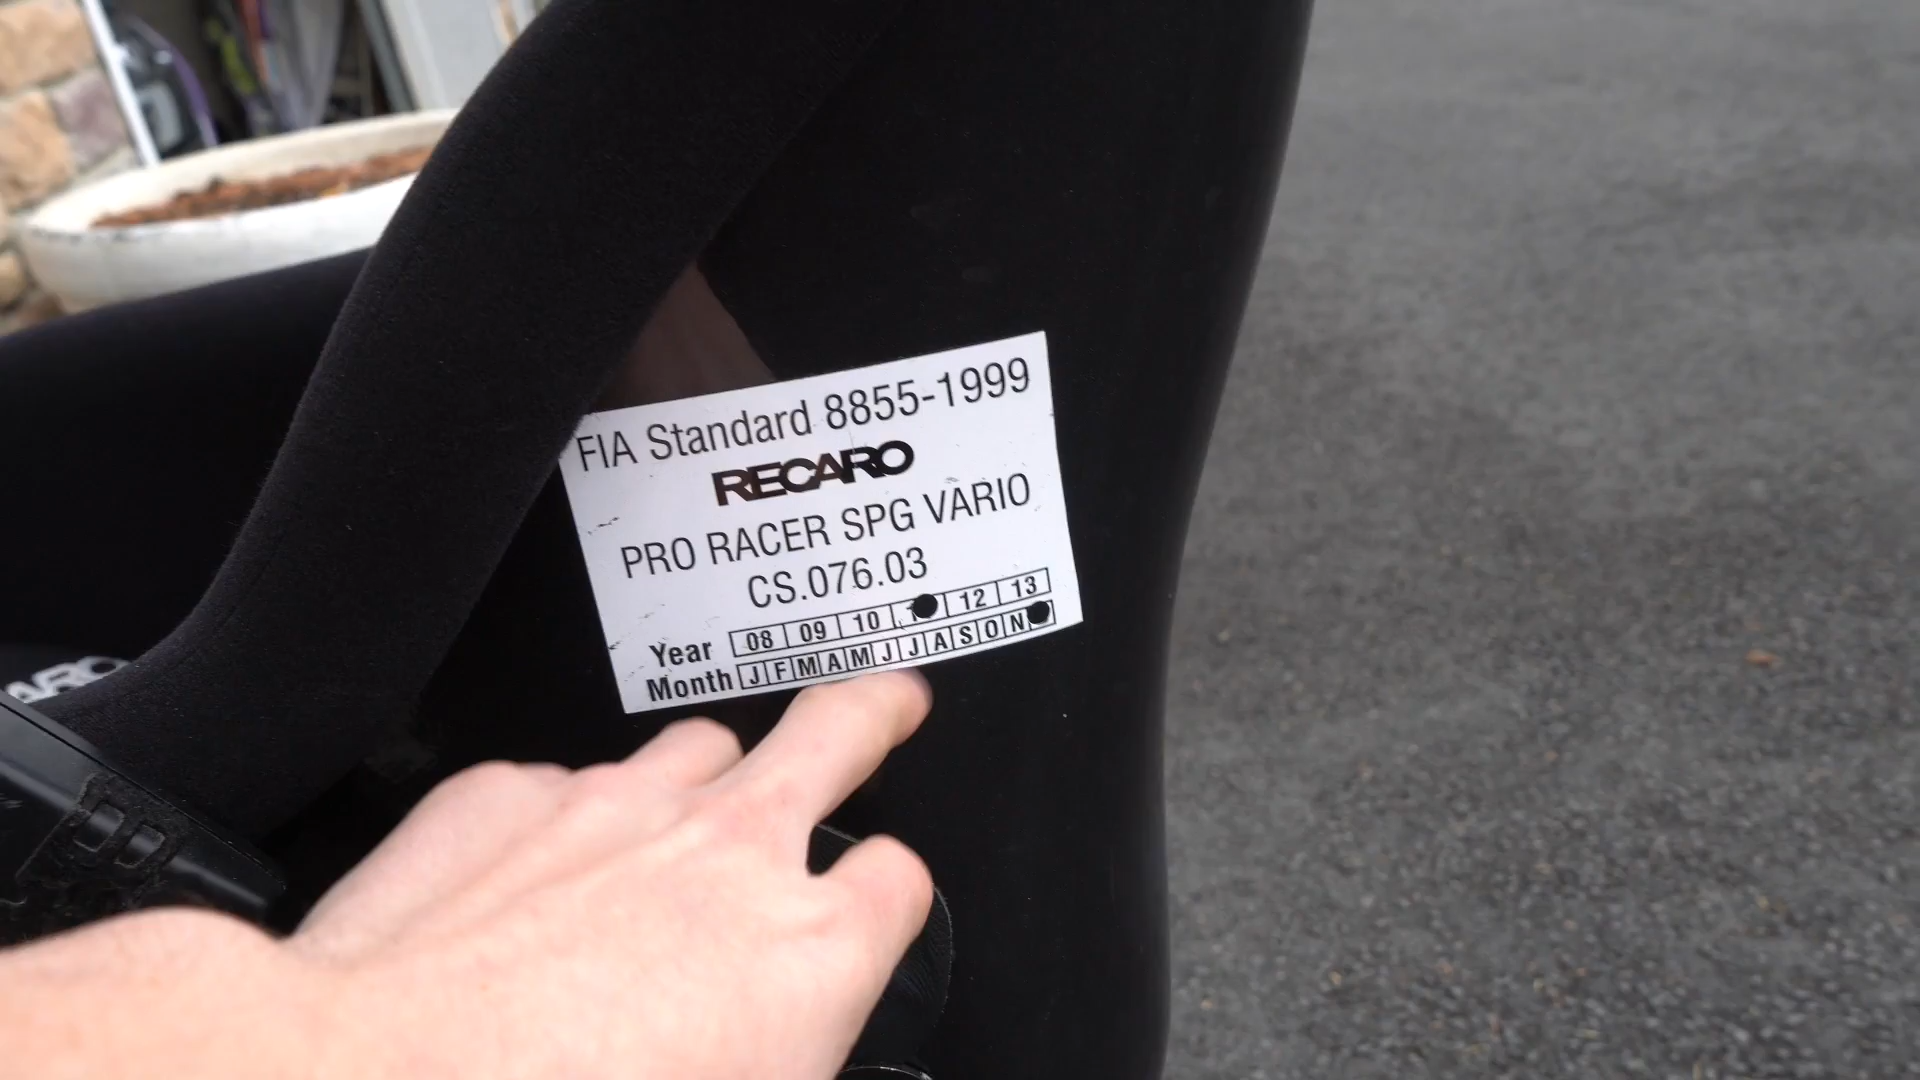 FIA Standard 8855-1999
RECARO
PRO RACER SPG VARIO
CS.076.03
Year 08 09 10 12 13
Month J F M A M J J A S O N